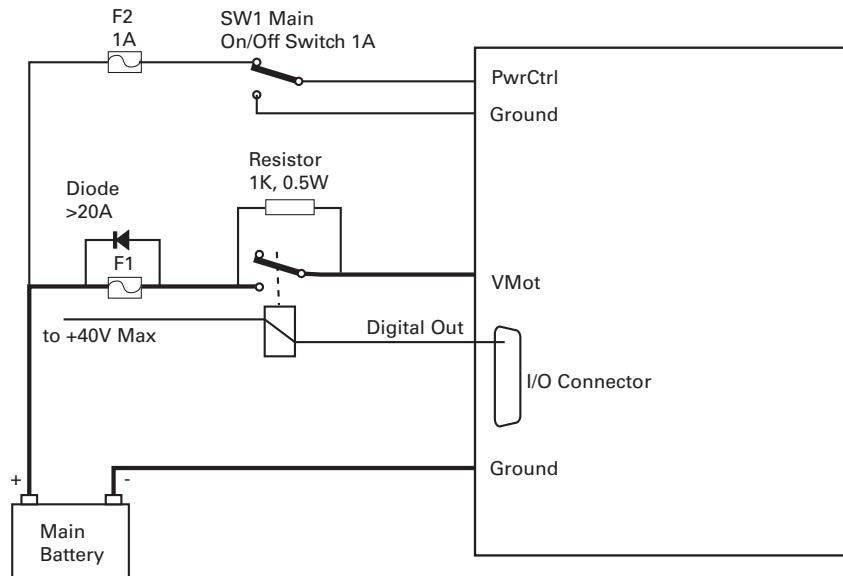 F2
1A
SW1 Main
On/Off Switch 1A
PwrCtrl
Ground
Resistor
1K, 0.5W
Diode
>20A
F1
VMot
to +40V Max
Digital Out
I/O Connector
Ground
+
-
Main
Battery